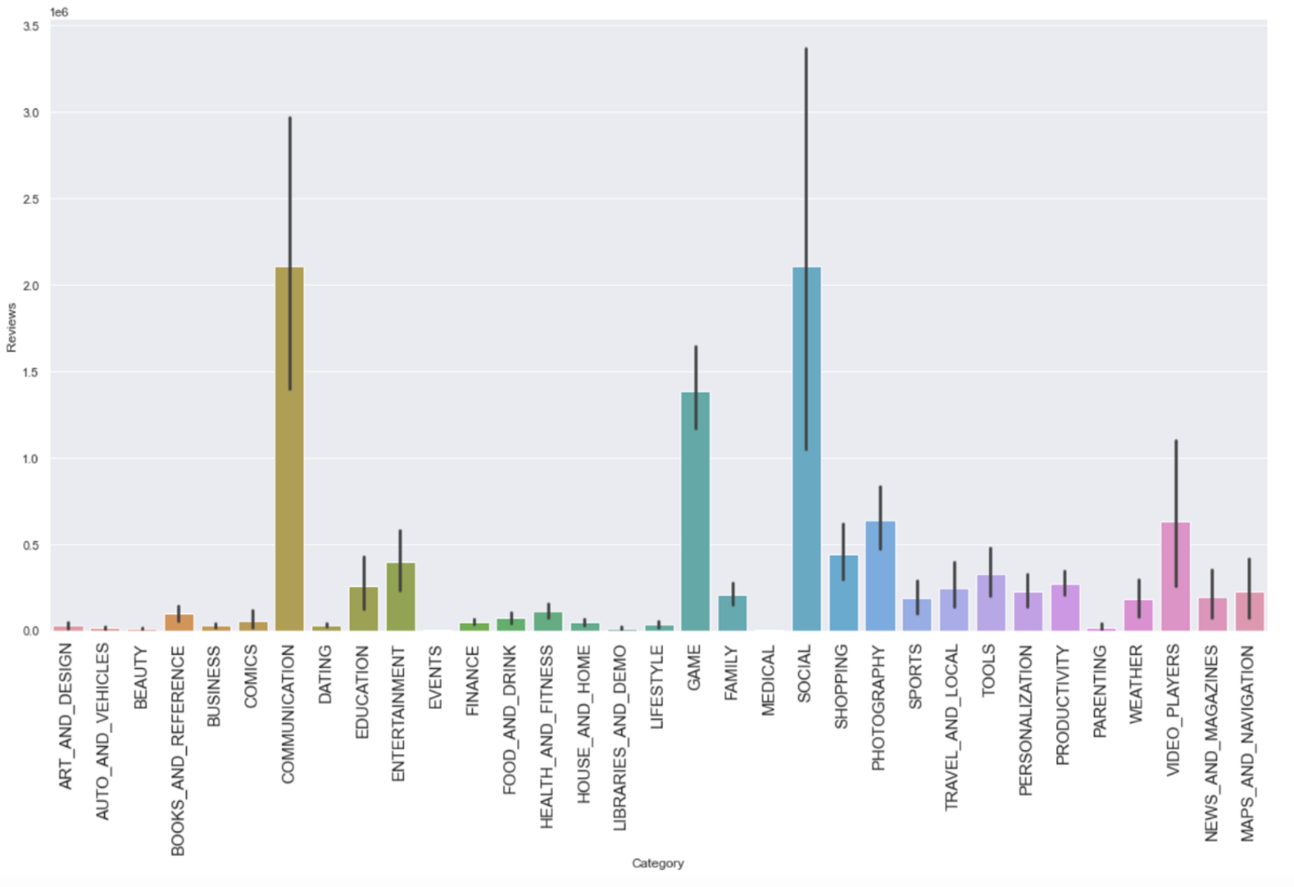 1e6
3.5
3.0
2.5
2.0
1.5
1.0
0.5
0.0
Reviews
ART_AND_DESIGN
AUTO_AND_VEHICLES
BEAUTY
BOOKS_AND_REFERENCE
BUSINESS
COMICS
COMMUNICATION
DATING
EDUCATION
ENTERTAINMENT
EVENTS
FINANCE
FOOD_AND_DRINK
HEALTH_AND_FITNESS
HOUSE_AND_HOME
LIBRARIES_AND_DEMO
LIFESTYLE
GAME
FAMILY
MEDICAL
SOCIAL
SHOPPING
PHOTOGRAPHY
SPORTS
TRAVEL_AND_LOCAL
TOOLS
PERSONALIZATION
PRODUCTIVITY
PARENTING
WEATHER
VIDEO_PLAYERS
NEWS_AND_MAGAZINES
MAPS_AND_NAVIGATION
Category